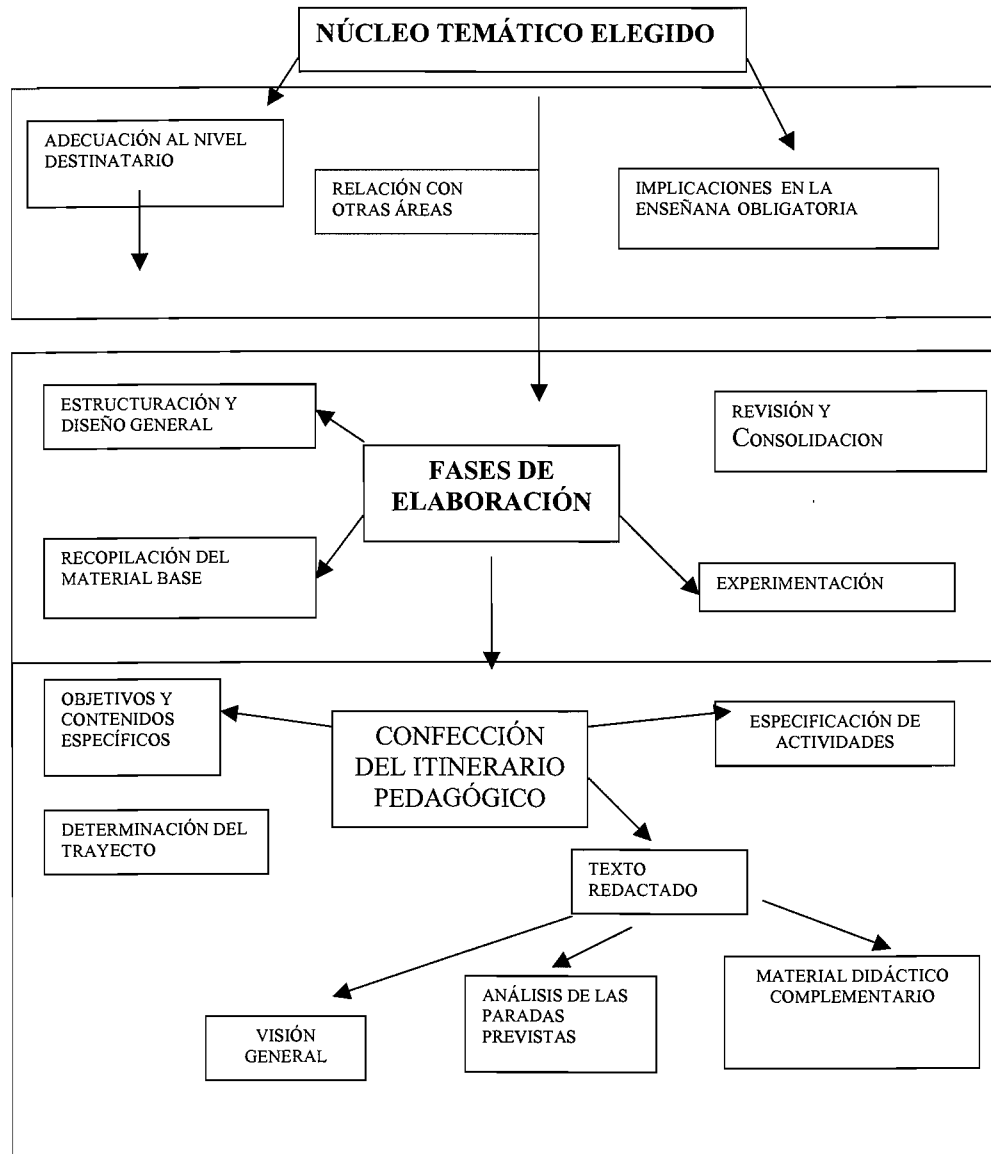 NÚCLEO TEMÁTICO ELEGIDO
ADECUACIÓN AL NIVEL
DESTINATARIO
RELACIÓN CON
OTRAS ÁREAS
IMPLICACIONES EN LA
ENSEÑANA OBLIGATORIA
ESTRUCTURACIÓN Y
DISEÑO GENERAL
REVISIÓN Y
CONSOLIDACION
FASES DE
ELABORACIÓN
RECOPILACIÓN DEL
MATERIAL BASE
EXPERIMENTACIÓN
OBJETIVOS Y
CONTENIDOS
ESPECÍFICOS
CONFECCIÓN
DEL ITINERARIO
PEDAGÓGICO
ESPECIFICACIÓN DE
ACTIVIDADES
DETERMINACIÓN DEL
TRAYECTO
TEXTO
REDACTADO
VISIÓN
GENERAL
ANÁLISIS DE LAS
PARADAS
PREVISTAS
MATERIAL DIDÁCTICO
COMPLEMENTARIO